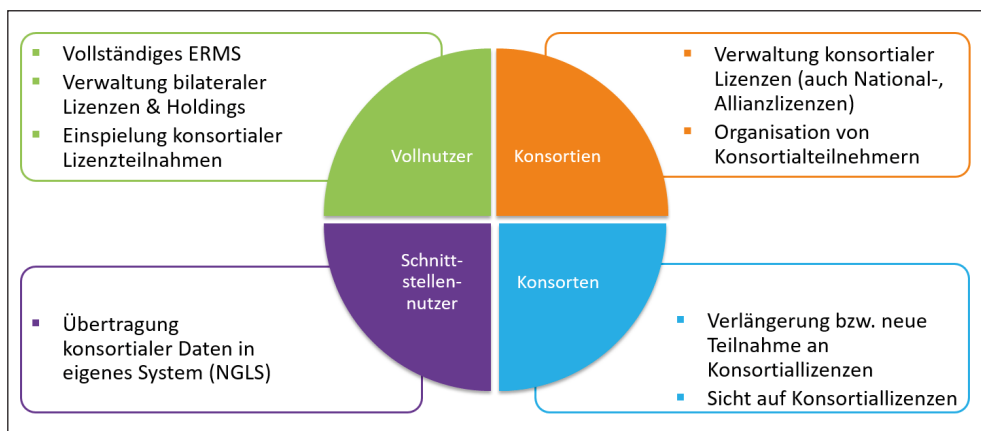 ▪ Vollständiges ERMS
▪ Verwaltung bilateraler
Lizenzen & Holdings
▪ Einspielung konsortialer
Lizenzteilnahmen
▪ Verwaltung konsortialer
Lizenzen (auch National-,
Allianzlizenzen)
▪ Organisation von
Konsortialteilnehmern
Vollnutzer
Konsortien
Schnitt-
stellen-
nutzer
Konsorten
▪ Übertragung
konsortialer Daten in
eigenes System (NGLS)
▪ Verlängerung bzw. neue
Teilnahme an
Konsortiallizenzen
▪ Sicht auf Konsortiallizenzen